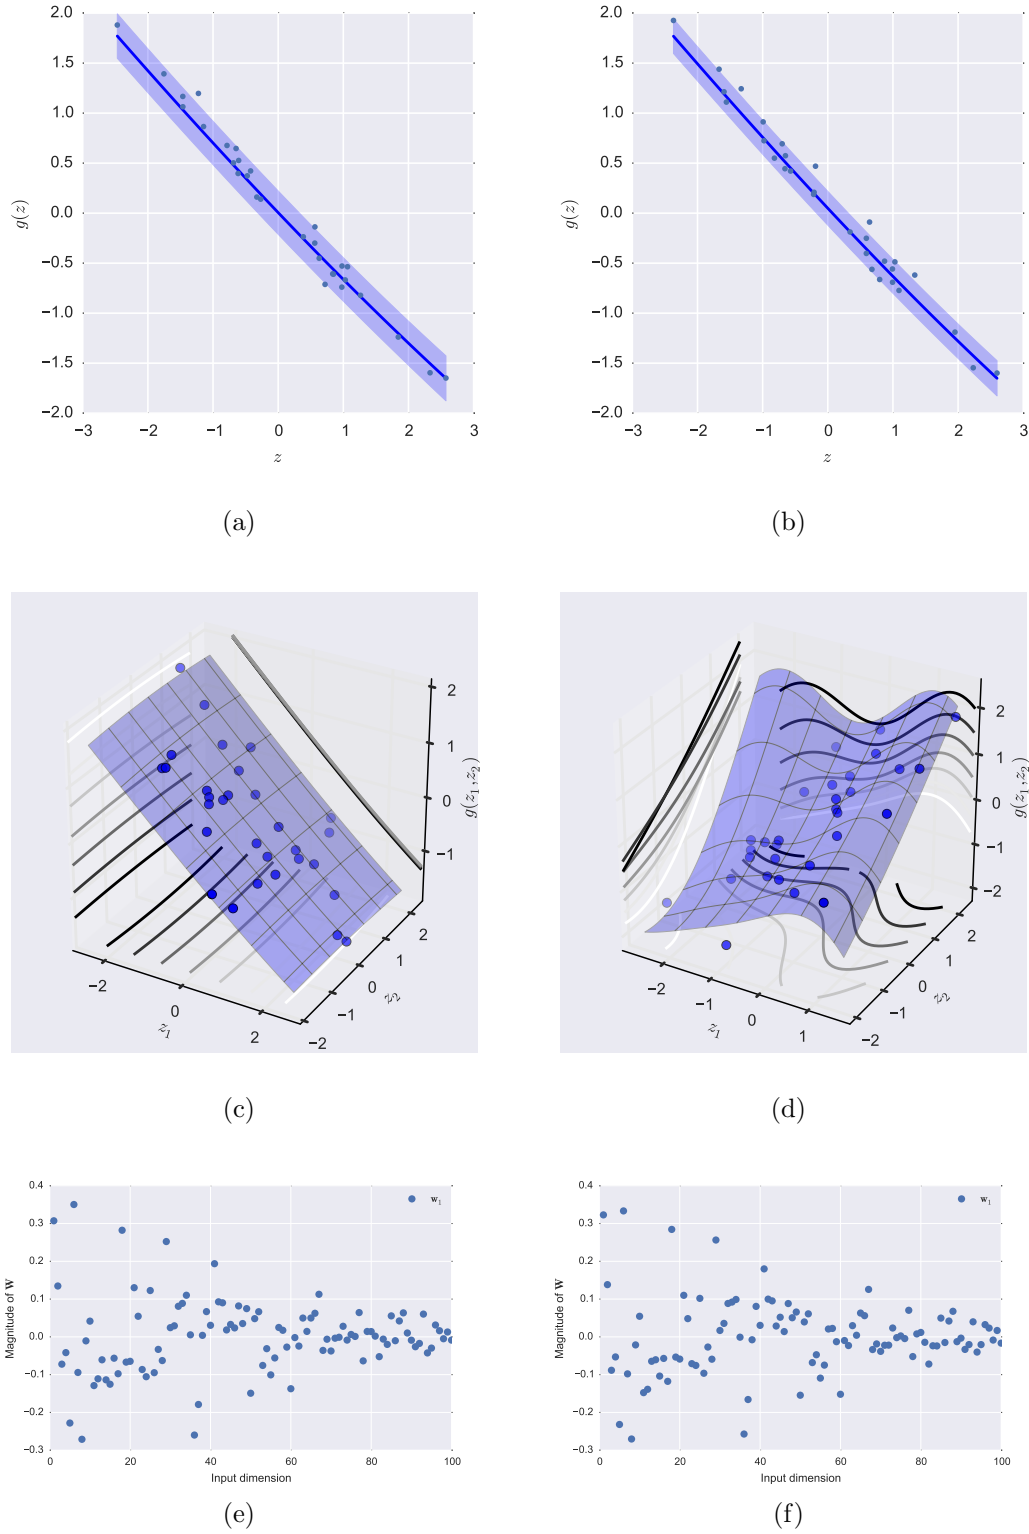 2.0
1.5
1.0
0.5
0.0
−0.5
−1.0
−1.5
−2.0
g(z)
−3 −2 −1 0 1 2 3
z
(a)
2.0
1.5
1.0
0.5
0.0
−0.5
−1.0
−1.5
−2.0
g(z)
−3 −2 −1 0 1 2 3
z
(b)
2
1
0
−1
g(z₁,z₂)
−2 0 2
z₁
−2 −1 0 1 2
z₂
(c)
2
1
0
−1
−2
g(z₁,z₂)
−2 −1 0 1
z₁
−2 −1 0 1 2
z₂
(d)
0.4
0.3
0.2
0.1
0.0
−0.1
−0.2
−0.3
Magnitude of W
w₁
0 20 40 60 80 100
Input dimension
(e)
0.4
0.3
0.2
0.1
0.0
−0.1
−0.2
−0.3
Magnitude of W
w₁
0 20 40 60 80 100
Input dimension
(f)